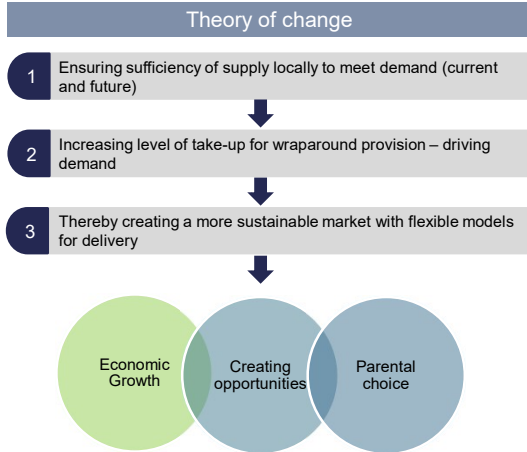 Theory of change
1
Ensuring sufficiency of supply locally to meet demand (current
and future)
2
Increasing level of take-up for wraparound provision – driving
demand
3
Thereby creating a more sustainable market with flexible models
for delivery
Economic
Growth
Creating
opportunities
Parental
choice